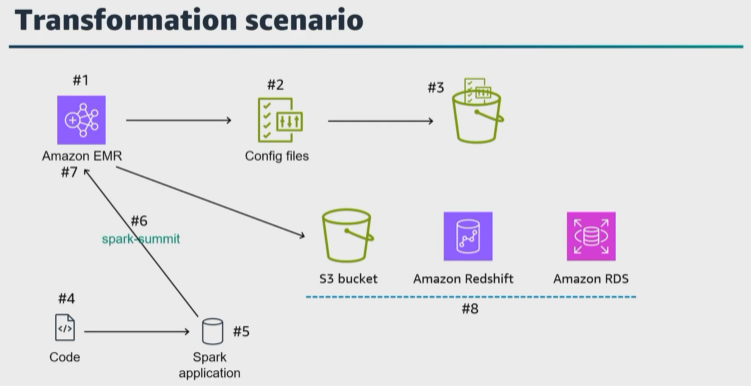 Transformation scenario
#1
#2
#3
Amazon EMR
Config files
#7
#6
spark-summit
S3 bucket
Amazon Redshift
Amazon RDS
#4
#8
#5
Code
Spark
application